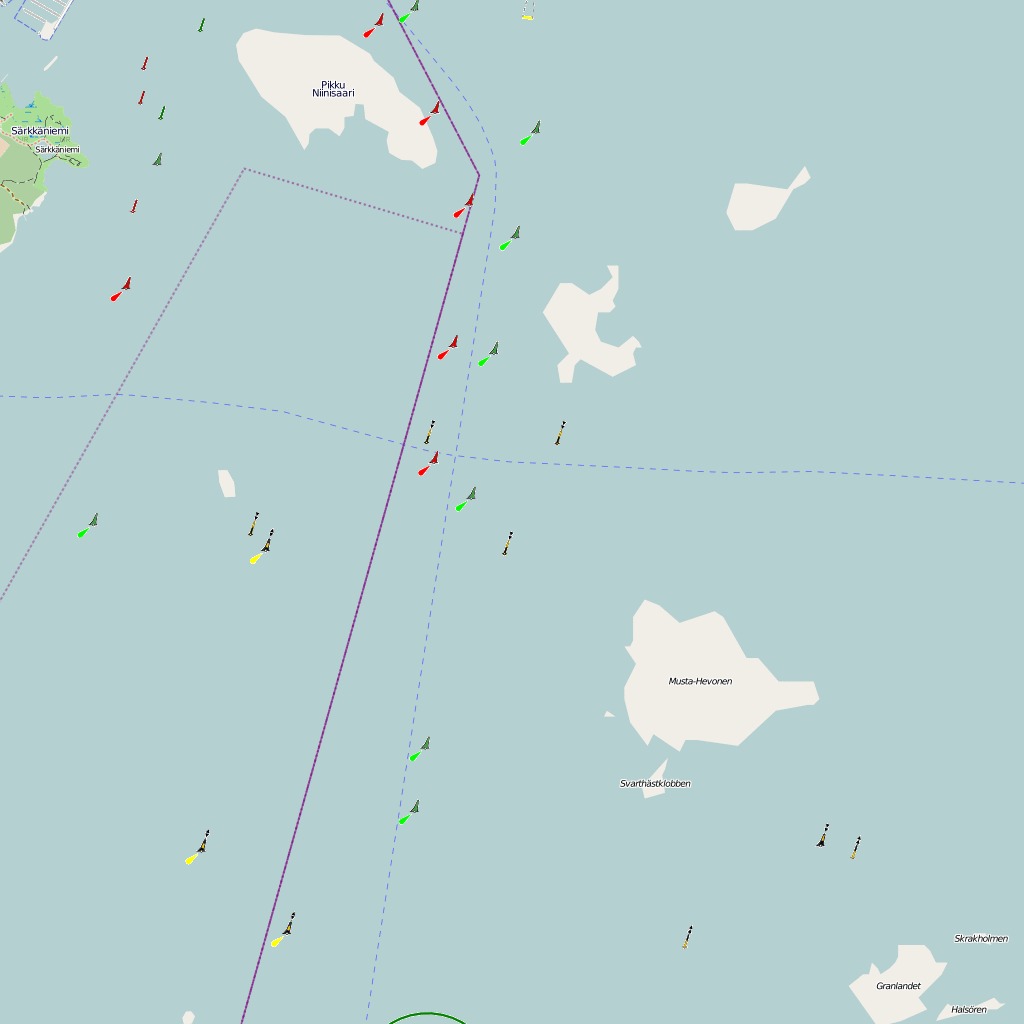 Pikku
Niinisaari
Särkkäniemi
Särkkäniemi
Musta-Hevonen
Svarthästklobben
Skrakholmen
Granlandet
Halsören